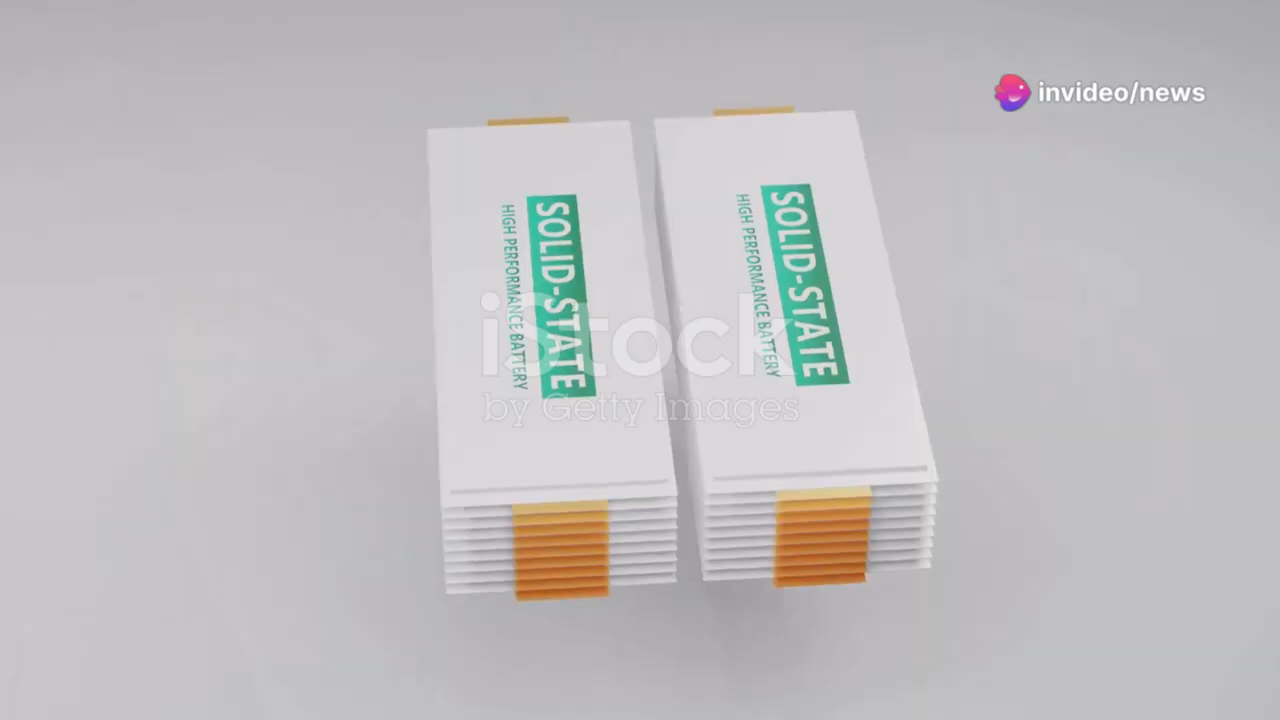 invideo/news
SOLID-STATE
HIGH PERFORMANCE BATTERY
SOLID-STATE
HIGH PERFORMANCE BATTERY
iStock
by Getty Images